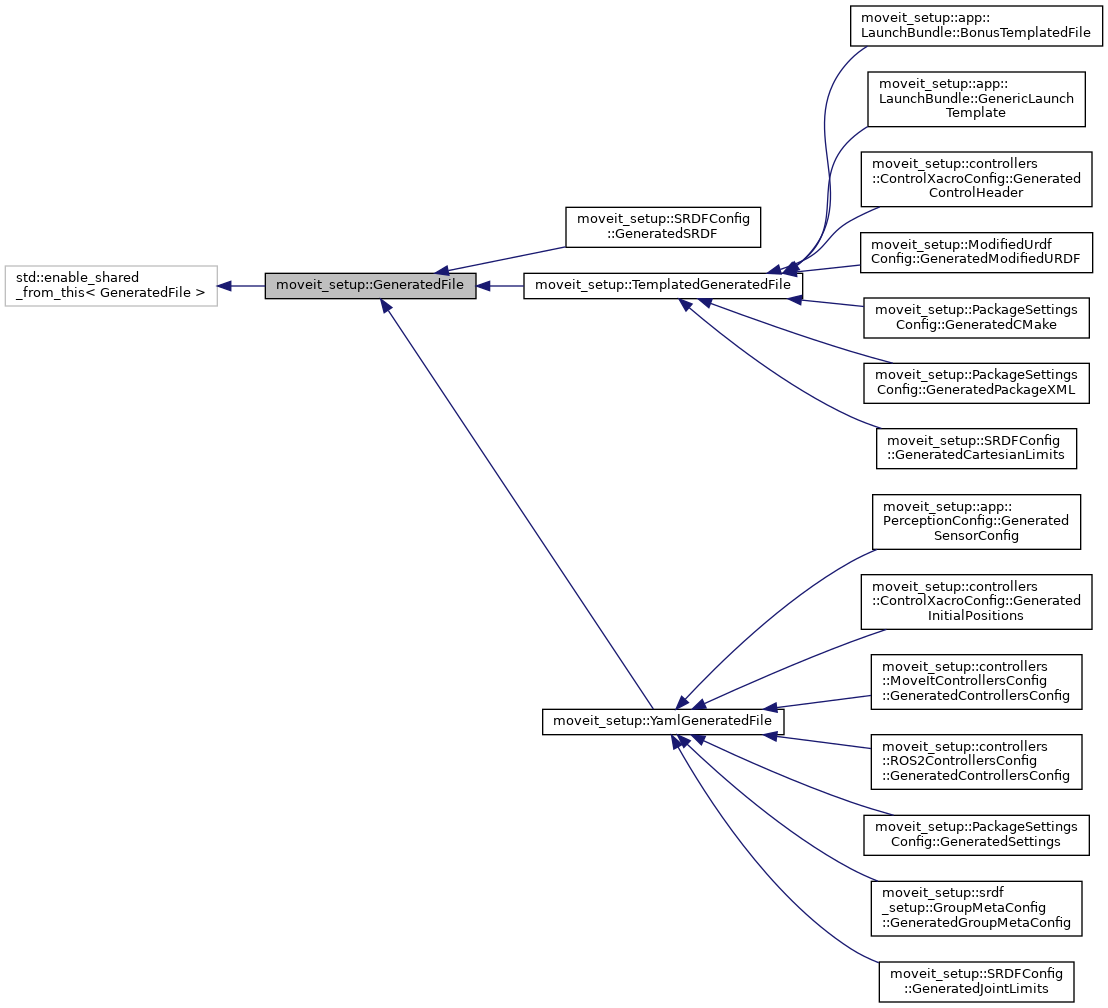 moveit_setup::app::
LaunchBundle::BonusTemplatedFile
moveit_setup::app::
LaunchBundle::GenericLaunch
Template
moveit_setup::controllers
::ControlXacroConfig::Generated
ControlHeader
moveit_setup::SRDFConfig
::GeneratedSRDF
moveit_setup::ModifiedUrdf
Config::GeneratedModifiedURDF
std::enable_shared
_from_this< GeneratedFile >
moveit_setup::GeneratedFile
moveit_setup::TemplatedGeneratedFile
moveit_setup::PackageSettings
Config::GeneratedCMake
moveit_setup::PackageSettings
Config::GeneratedPackageXML
moveit_setup::SRDFConfig
::GeneratedCartesianLimits
moveit_setup::app::
PerceptionConfig::Generated
SensorConfig
moveit_setup::controllers
::ControlXacroConfig::Generated
InitialPositions
moveit_setup::controllers
::MoveItControllersConfig
::GeneratedControllersConfig
moveit_setup::YamlGeneratedFile
moveit_setup::controllers
::ROS2ControllersConfig
::GeneratedControllersConfig
moveit_setup::PackageSettings
Config::GeneratedSettings
moveit_setup::srdf
_setup::GroupMetaConfig
::GeneratedGroupMetaConfig
moveit_setup::SRDFConfig
::GeneratedJointLimits